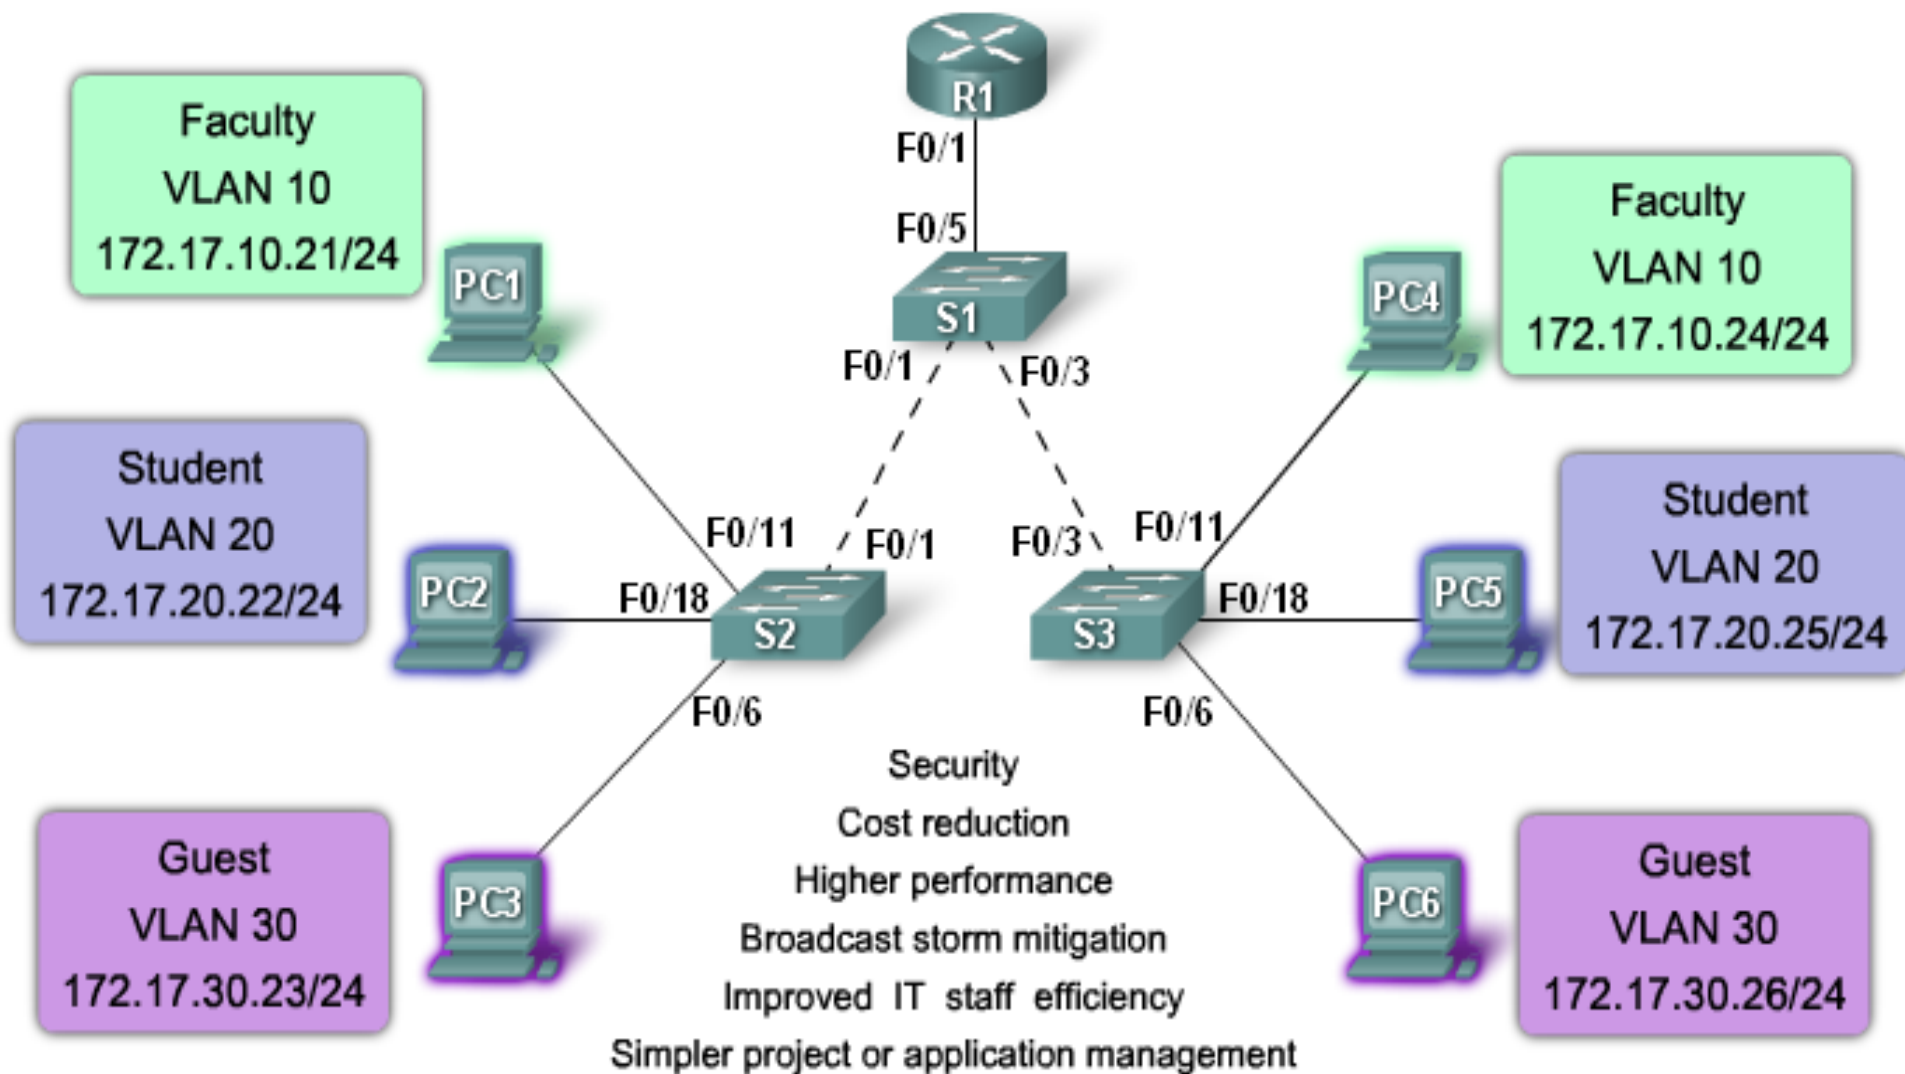 R1
F0/1
F0/5
S1
F0/1
F0/3
Faculty
VLAN 10
172.17.10.21/24
PC1
Student
VLAN 20
172.17.20.22/24
PC2
Guest
VLAN 30
172.17.30.23/24
PC3
F0/11
F0/18
F0/1
S2
F0/6
F0/3
F0/11
F0/18
S3
F0/6
Faculty
VLAN 10
172.17.10.24/24
PC4
Student
VLAN 20
172.17.20.25/24
PC5
Guest
VLAN 30
172.17.30.26/24
PC6
Security
Cost reduction
Higher performance
Broadcast storm mitigation
Improved IT staff efficiency
Simpler project or application management